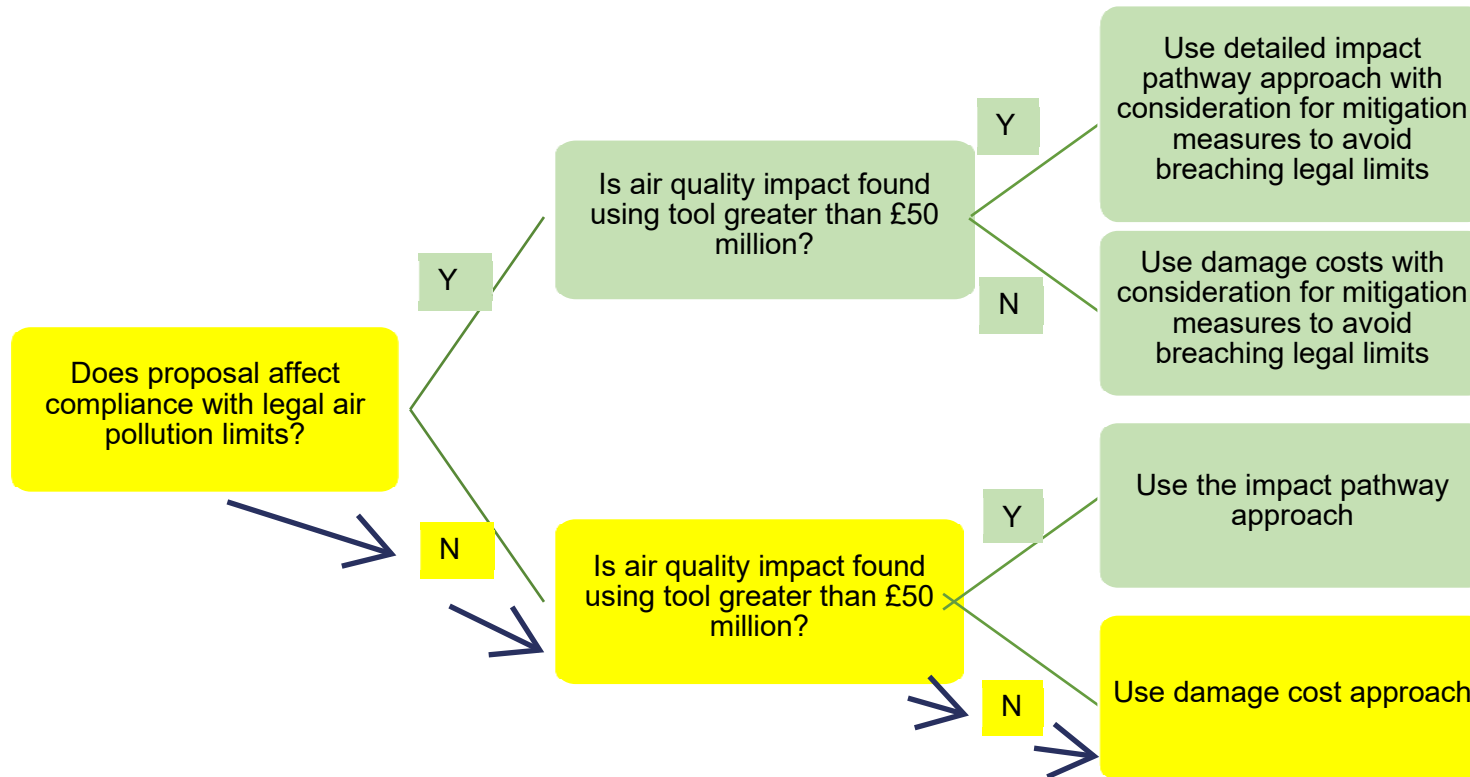 Does proposal affect
compliance with legal air
pollution limits?
Y
N
Is air quality impact found
using tool greater than £50
million?
Y
N
Use detailed impact
pathway approach with
consideration for mitigation
measures to avoid
breaching legal limits
Use damage costs with
consideration for mitigation
measures to avoid
breaching legal limits
Is air quality impact found
using tool greater than £50
million?
Y
N
Use the impact pathway
approach
Use damage cost approach